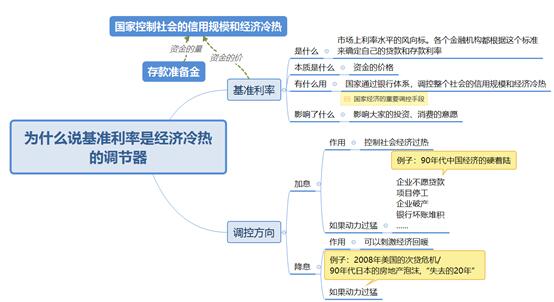 国家控制社会的信用规模和经济冷热
资金的量
资金的价
存款准备金
为什么说基准利率是经济冷热
的调节器
基准利率
是什么
市场上利率水平的风向标。各个金融机构都根据这个标准
来确定自己的贷款和存款利率
本质是什么
资金的价格
有什么用
国家通过银行体系，调控整个社会的信用规模和经济冷热
国家经济的重要调控手段
影响了什么
影响大家的投资、消费的意愿
调控方向
加息
作用
控制社会经济过热
例子：90年代中国经济的硬着陆
企业不愿贷款
项目停工
企业破产
银行坏账堆积
……
如果动力过猛
降息
作用
可以刺激经济回暖
例子：2008年美国的次贷危机/
90年代日本的房地产泡沫，“失去的20年”
如果动力过猛